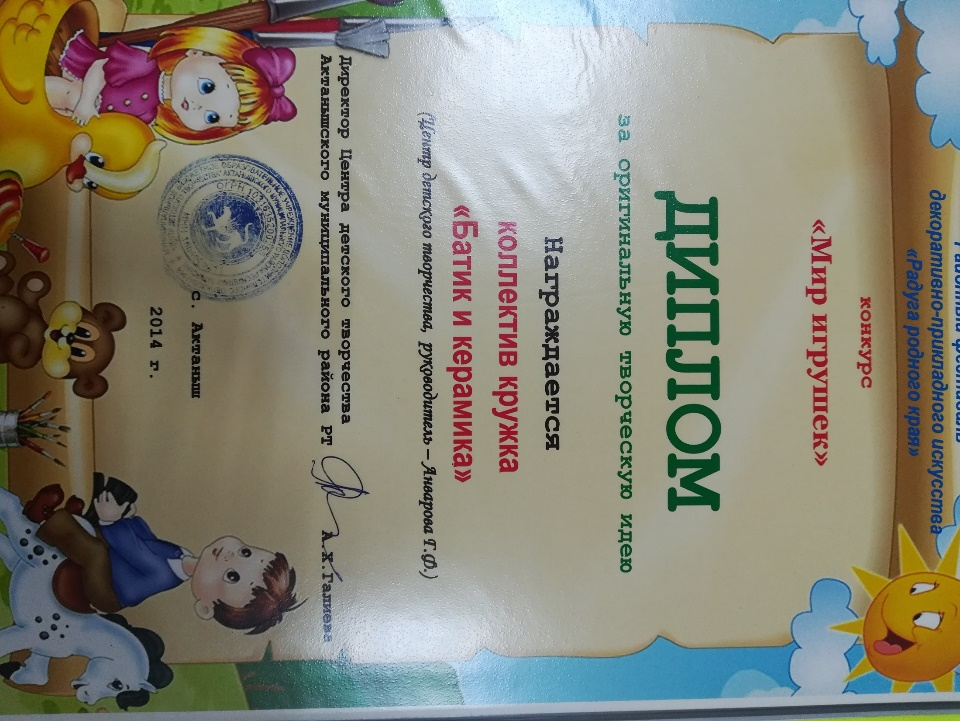 декоративно-прикладного искусства
«Радуга родного края»
конкурс
«Мир игрушек»
ДИПЛОМ
за оригинальную творческую идею
Награждается
коллектив кружка
«Батик и керамика»
(Центр детского творчества, руководитель – Анварова Г.Ф.)
Директор Центра детского творчества
Актанышского муниципального района РТ А.Х.Галиева
с. Актаныш
2014 г.